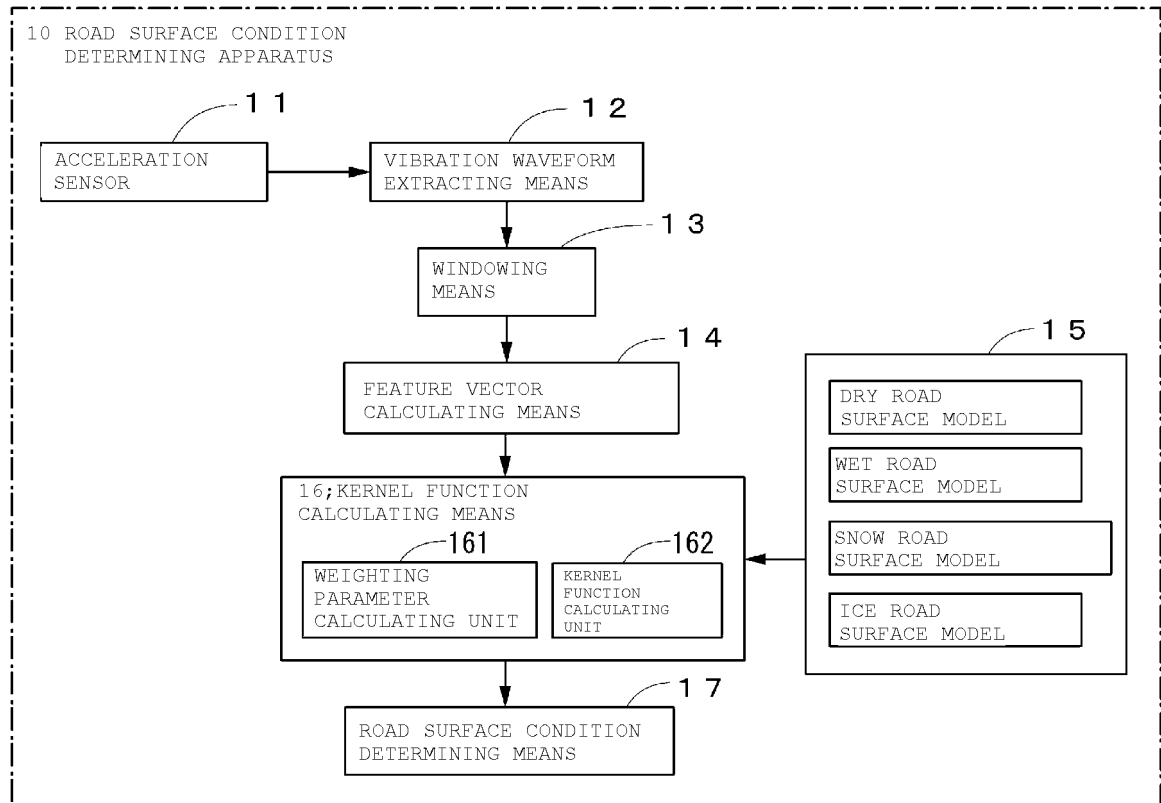 10 ROAD SURFACE CONDITION
DETERMINING APPARATUS
11
ACCELERATION
SENSOR
12
VIBRATION WAVEFORM
EXTRACTING MEANS
13
WINDOWING
MEANS
14
FEATURE VECTOR
CALCULATING MEANS
15
DRY ROAD
SURFACE MODEL
WET ROAD
SURFACE MODEL
SNOW ROAD
SURFACE MODEL
ICE ROAD
SURFACE MODEL
16;KERNEL FUNCTION
CALCULATING MEANS
161
WEIGHTING
PARAMETER
CALCULATING UNIT
162
KERNEL
FUNCTION
CALCULATING
UNIT
17
ROAD SURFACE CONDITION
DETERMINING MEANS